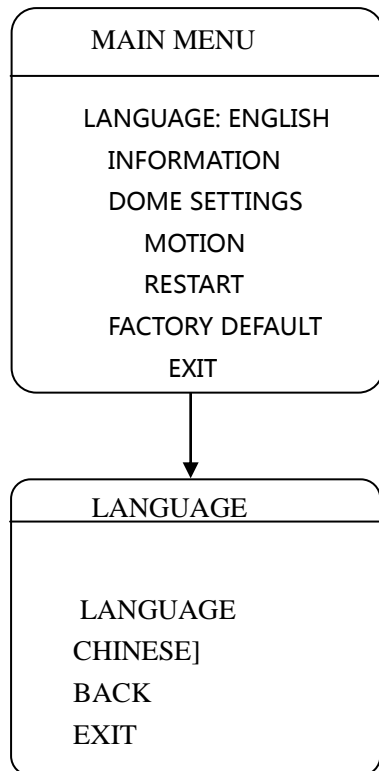 MAIN MENU
LANGUAGE: ENGLISH
INFORMATION
DOME SETTINGS
MOTION
RESTART
FACTORY DEFAULT
EXIT
LANGUAGE
LANGUAGE
CHINESE]
BACK
EXIT